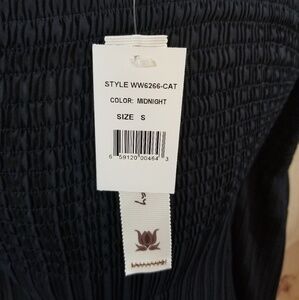 STYLE WW6266-CAT
COLOR: MIDNIGHT
SIZE S
6 59120 00464 3